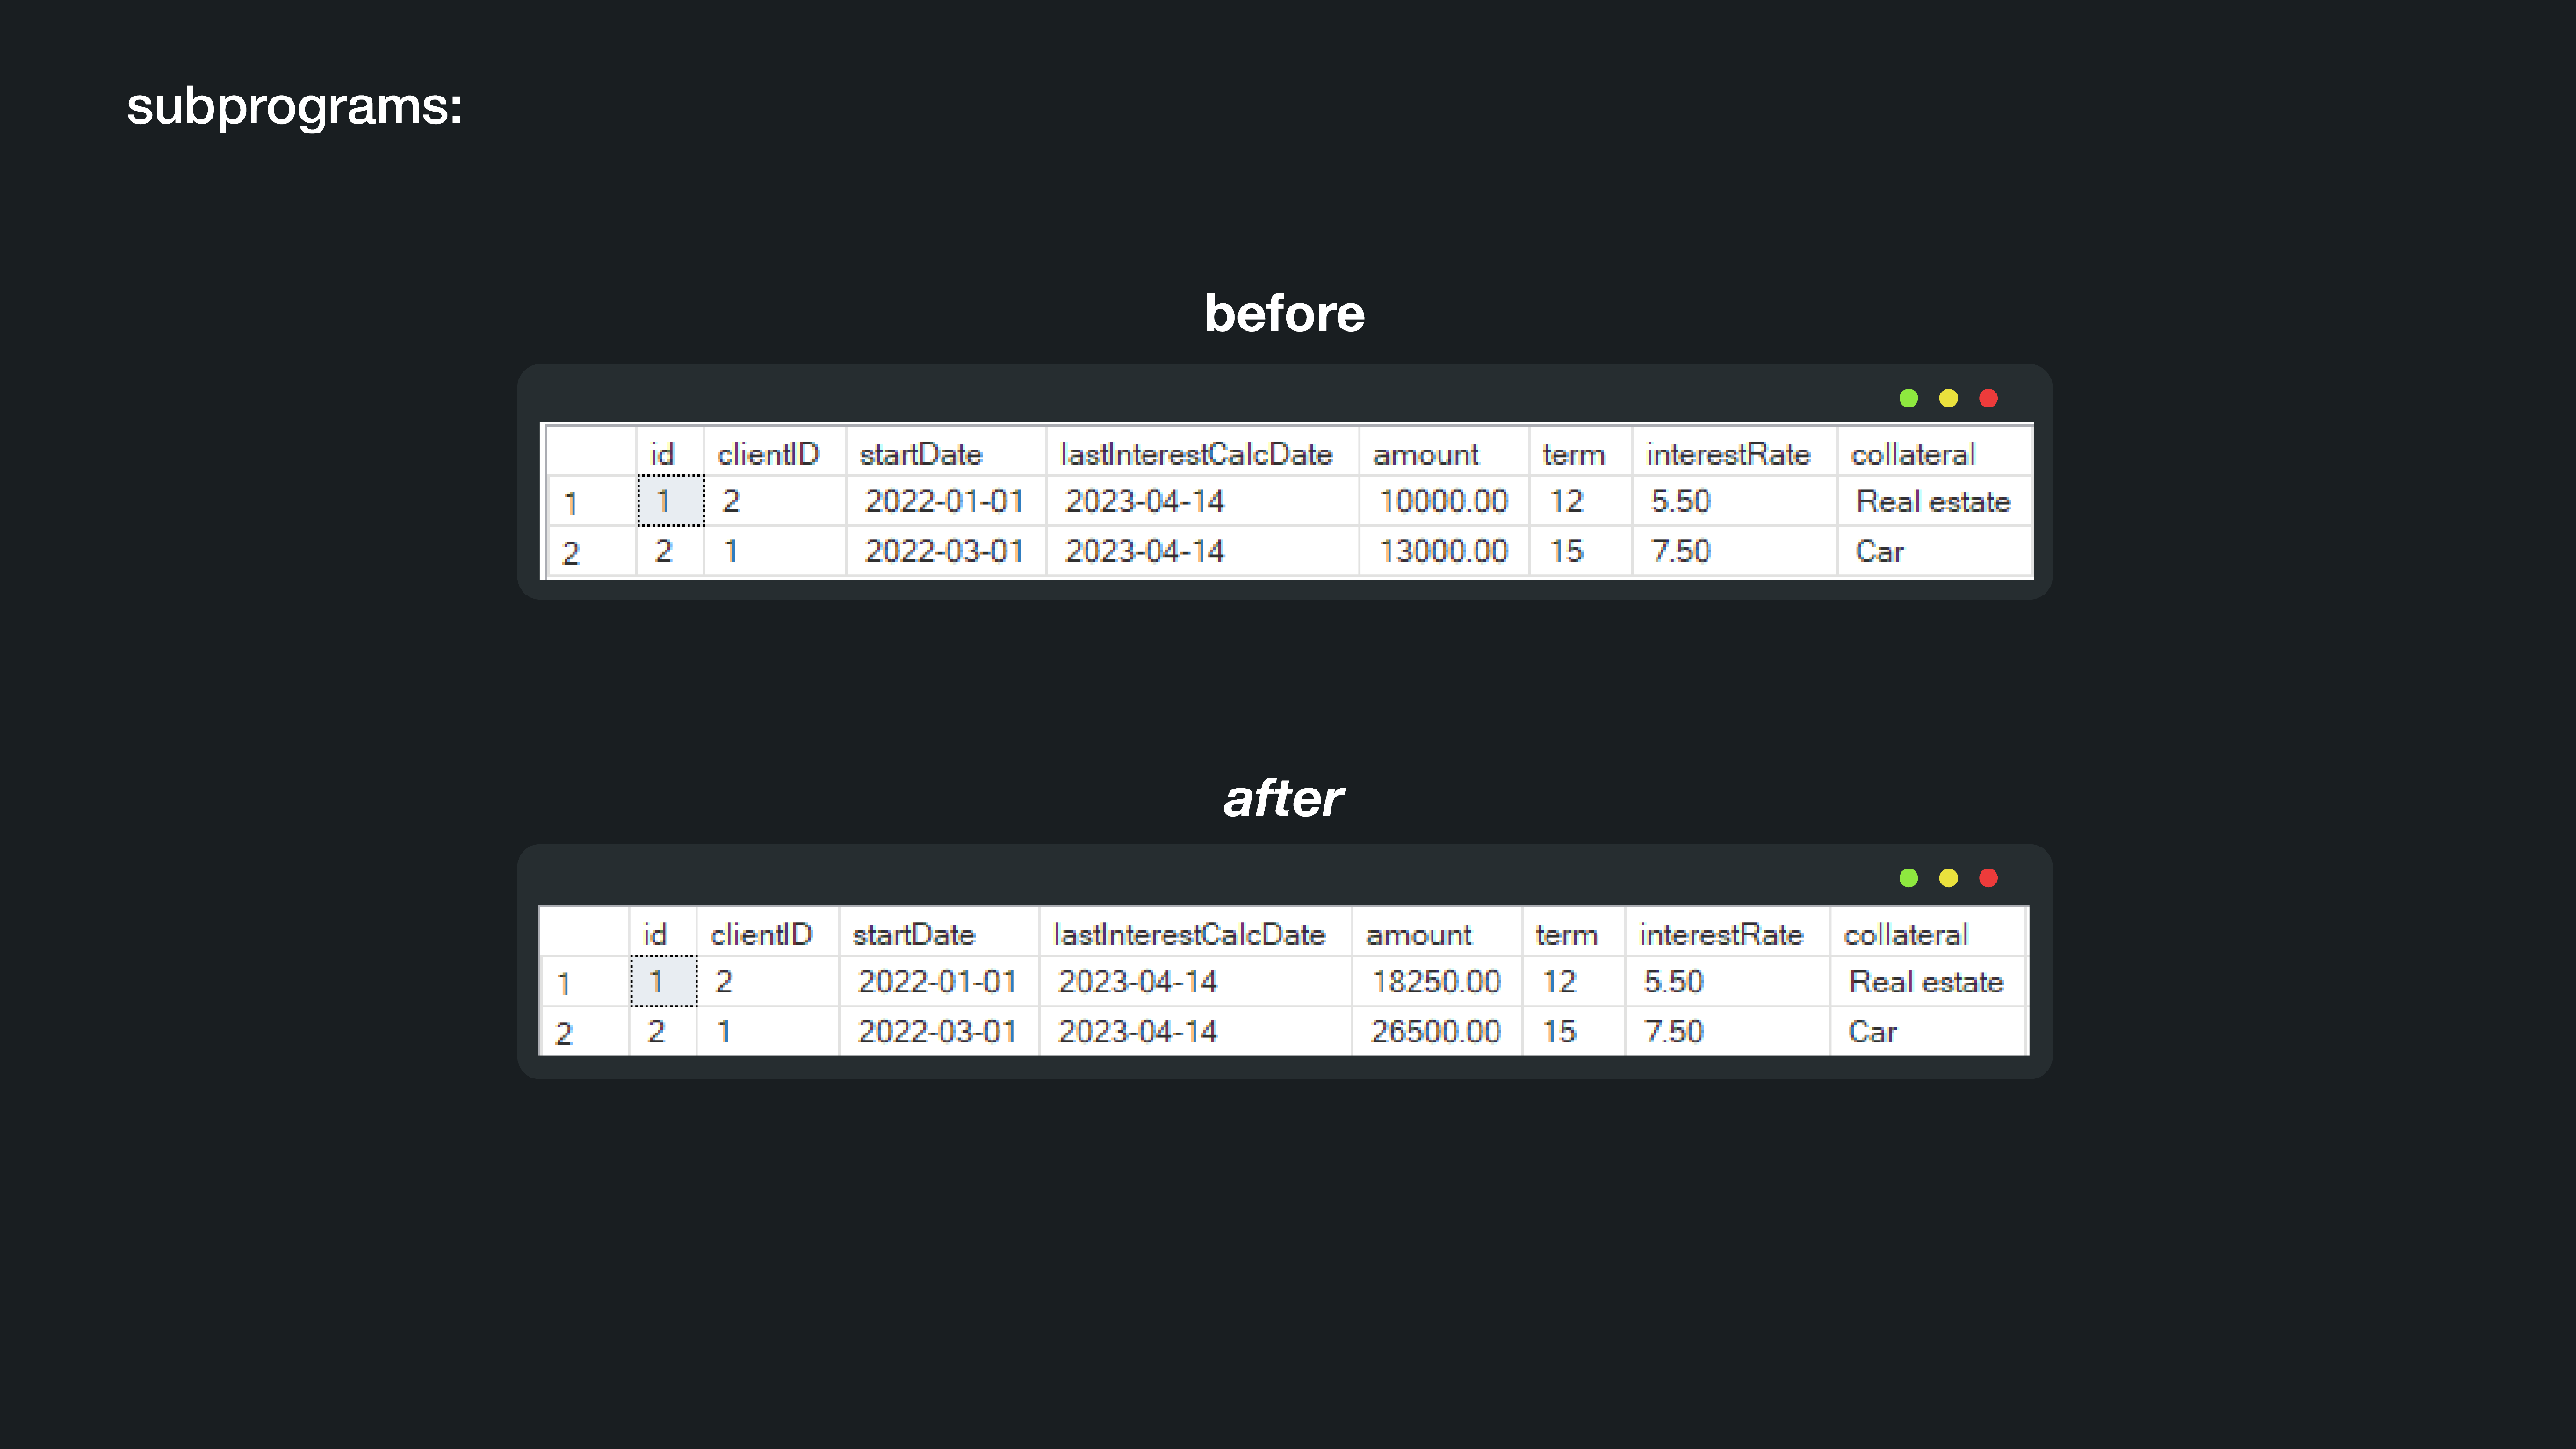 subprograms:
before
id clientID startDate lastInterestCalcDate amount term interestRate collateral
1 1 2 2022-01-01 2023-04-14 10000.00 12 5.50 Real estate
2 2 1 2022-03-01 2023-04-14 13000.00 15 7.50 Car
after
id clientID startDate lastInterestCalcDate amount term interestRate collateral
1 1 2 2022-01-01 2023-04-14 18250.00 12 5.50 Real estate
2 2 1 2022-03-01 2023-04-14 26500.00 15 7.50 Car